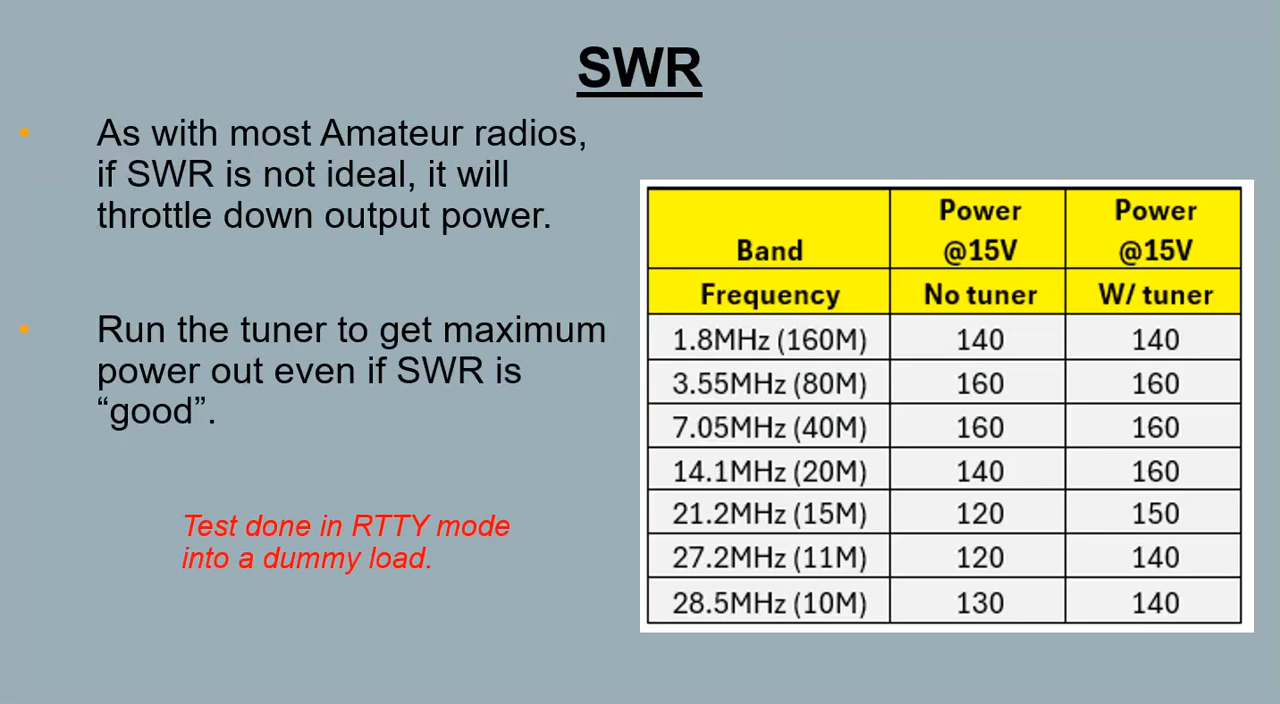 SWR
• As with most Amateur radios,
if SWR is not ideal, it will
throttle down output power.
• Run the tuner to get maximum
power out even if SWR is
“good”.
Test done in RTTY mode
into a dummy load.
Band Power @15V Power @15V
Frequency No tuner W/ tuner
1.8MHz (160M) 140 140
3.55MHz (80M) 160 160
7.05MHz (40M) 160 160
14.1MHz (20M) 140 160
21.2MHz (15M) 120 150
27.2MHz (11M) 120 140
28.5MHz (10M) 130 140